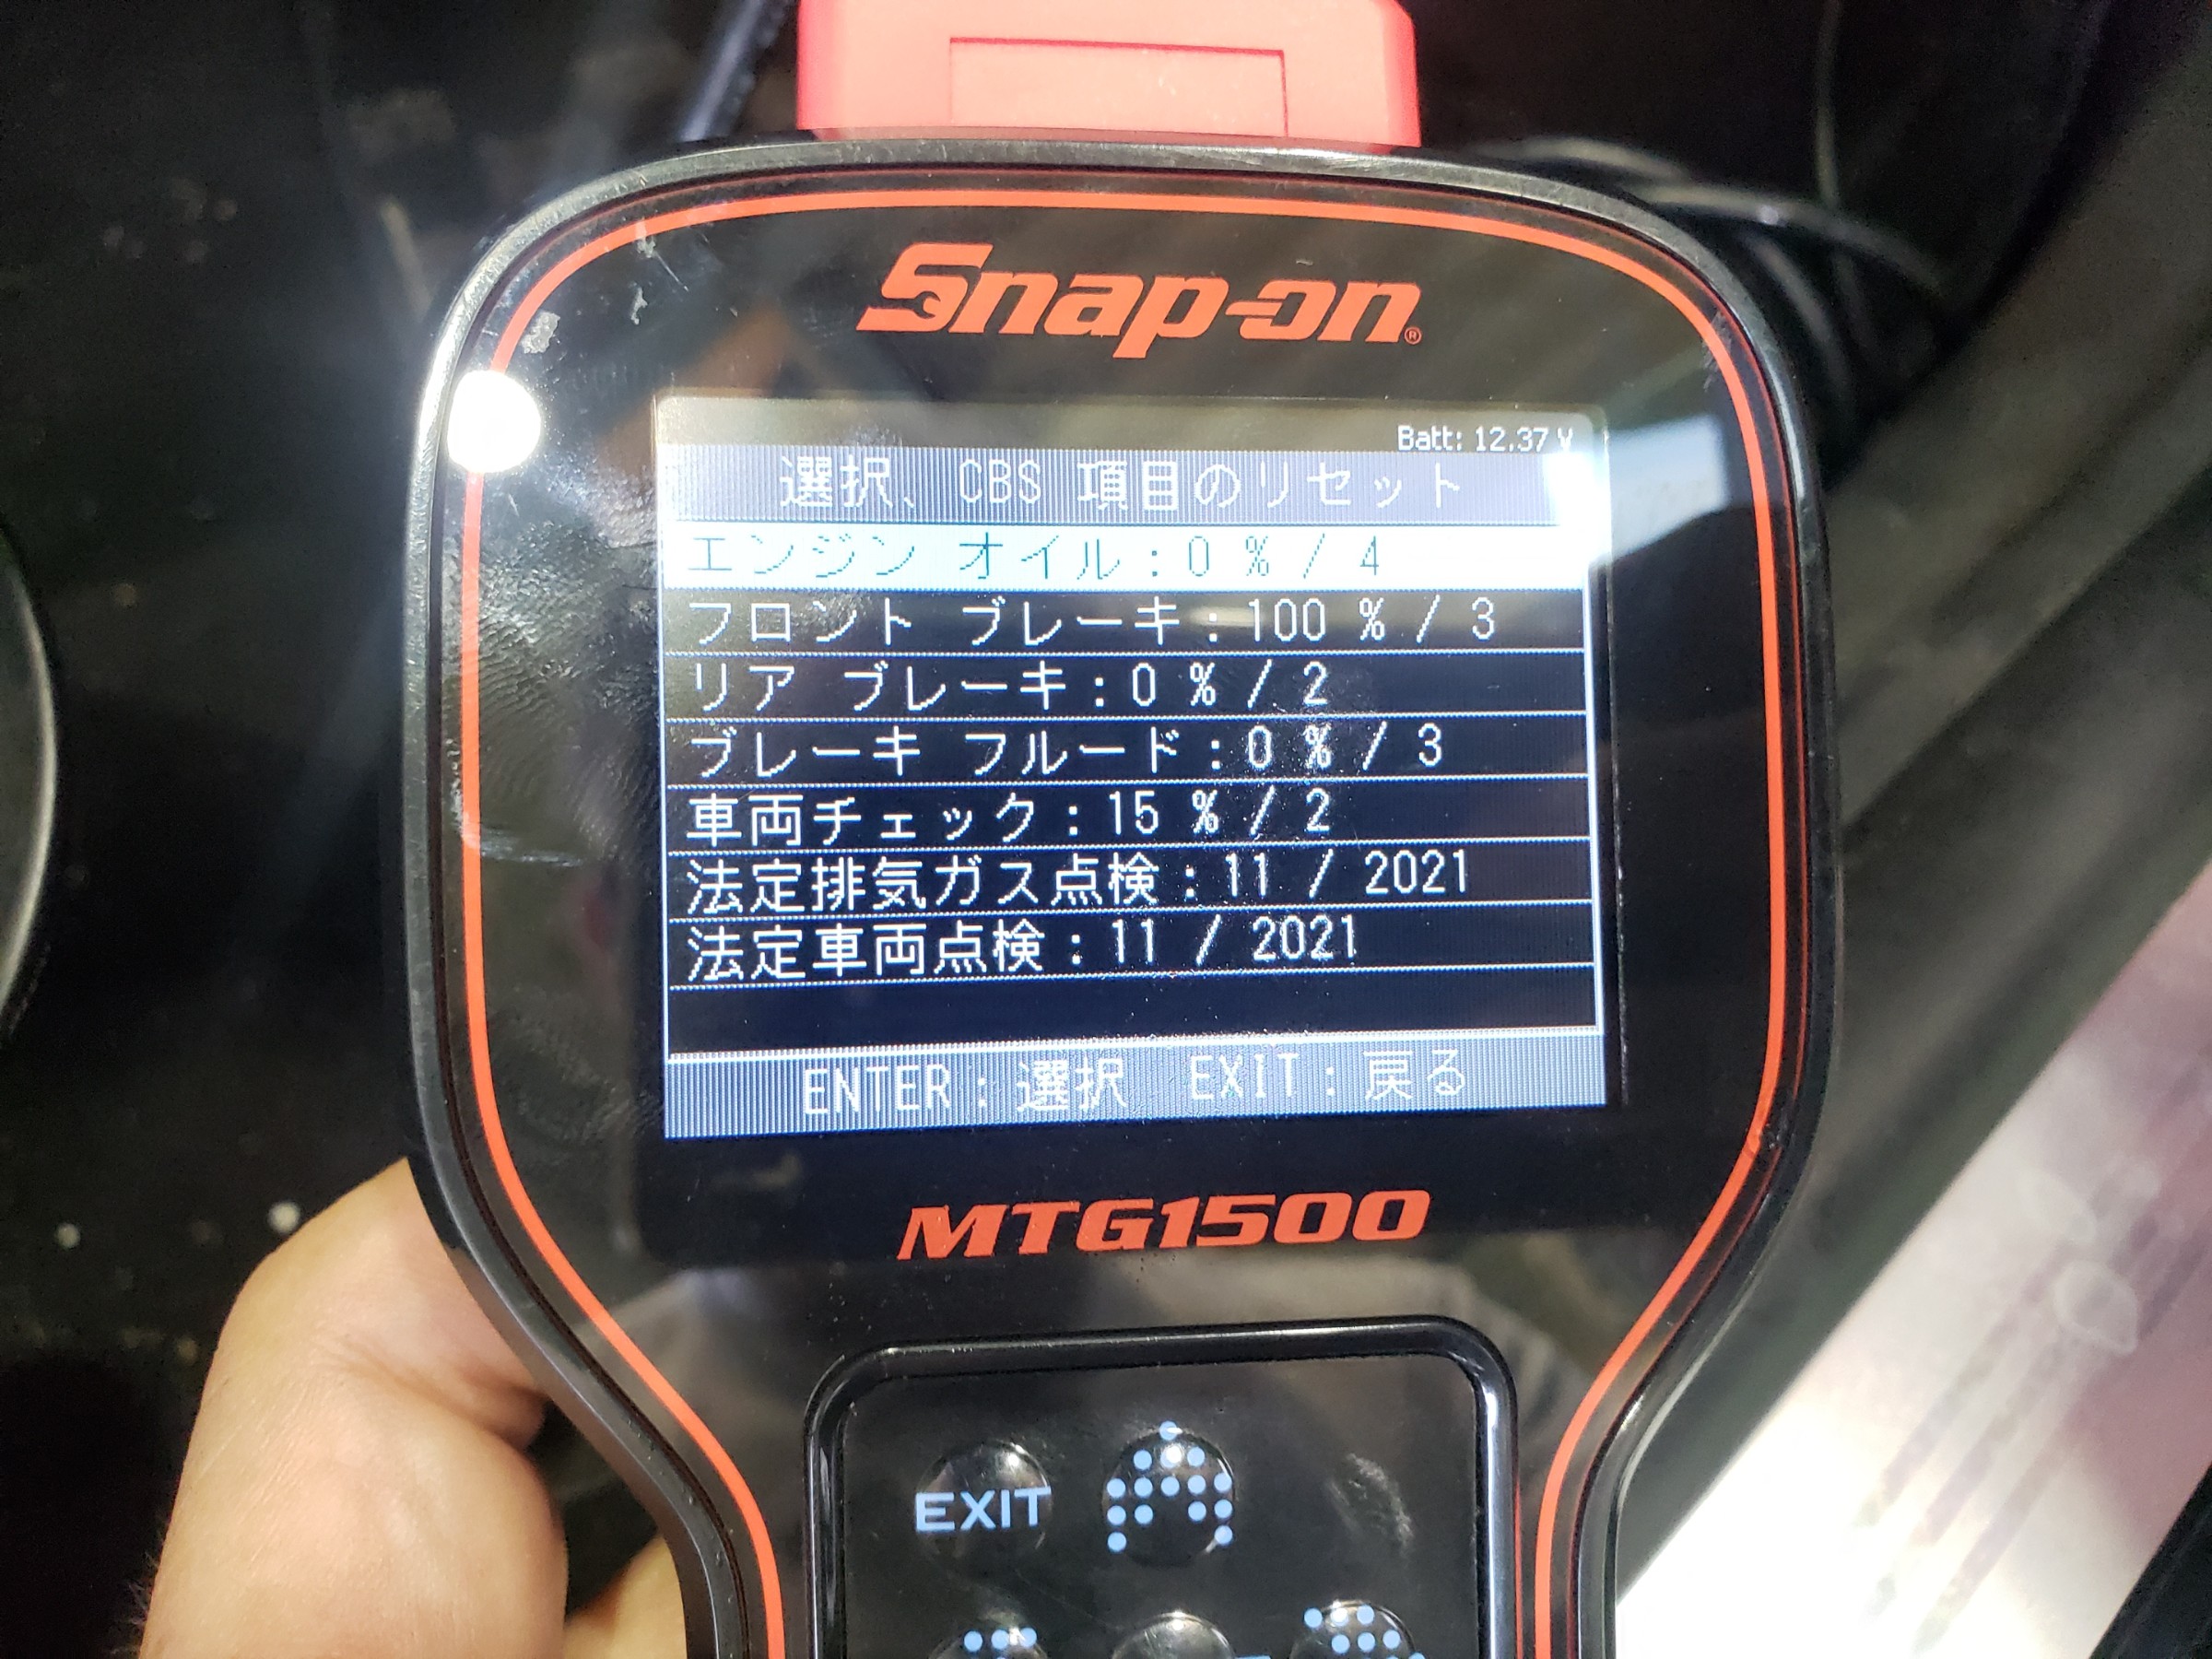 Snap-on®
Batt: 12.37 V
選択、CBS 項目のリセット
エンジン オイル：0 % / 4
フロント ブレーキ：100 % / 3
リア ブレーキ：0 % / 2
ブレーキ フルード：0 % / 3
車両チェック：15 % / 2
法定排気ガス点検：11 / 2021
法定車両点検：11 / 2021
ENTER：選択 EXIT：戻る
MTG1500
EXIT